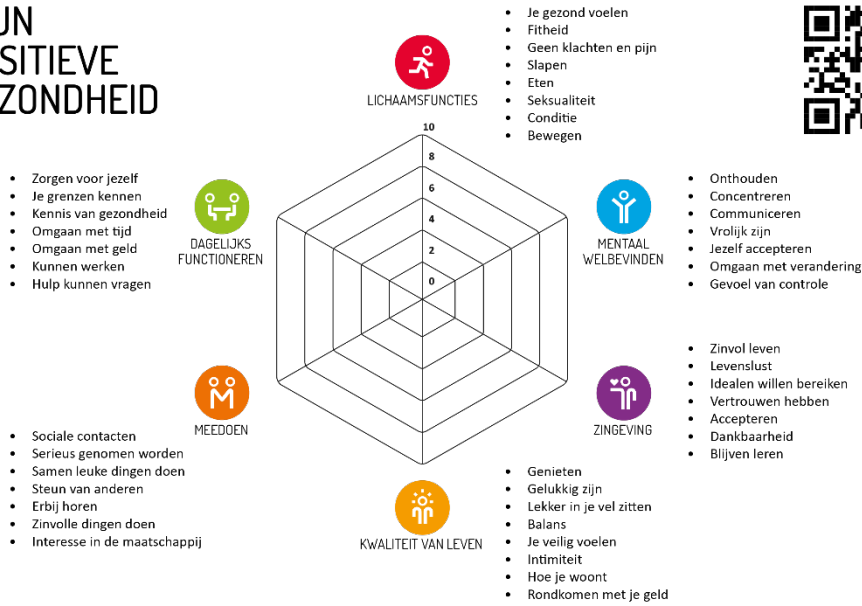 UN
SITIEVE
ZONDHEID
LICHAAMSFUNCTIES
• Je gezond voelen
• Fitheid
• Geen klachten en pijn
• Slapen
• Eten
• Seksualiteit
• Conditie
• Bewegen
10
8
6
4
2
0
MENTAAL
WELBEVINDEN
• Onthouden
• Concentreren
• Communiceren
• Vrolijk zijn
• Jezelf accepteren
• Omgaan met verandering
• Gevoel van controle
ZINGEVING
• Zinvol leven
• Levenslust
• Idealen willen bereiken
• Vertrouwen hebben
• Accepteren
• Dankbaarheid
• Blijven leren
KWALITEIT VAN LEVEN
• Genieten
• Gelukkig zijn
• Lekker in je vel zitten
• Balans
• Je veilig voelen
• Intimiteit
• Hoe je woont
• Rondkomen met je geld
MEEDOEN
• Sociale contacten
• Serieus genomen worden
• Samen leuke dingen doen
• Steun van anderen
• Erbij horen
• Zinvolle dingen doen
• Interesse in de maatschappij
DAGELIJKS
FUNCTIONEREN
• Zorgen voor jezelf
• Je grenzen kennen
• Kennis van gezondheid
• Omgaan met tijd
• Omgaan met geld
• Kunnen werken
• Hulp kunnen vragen